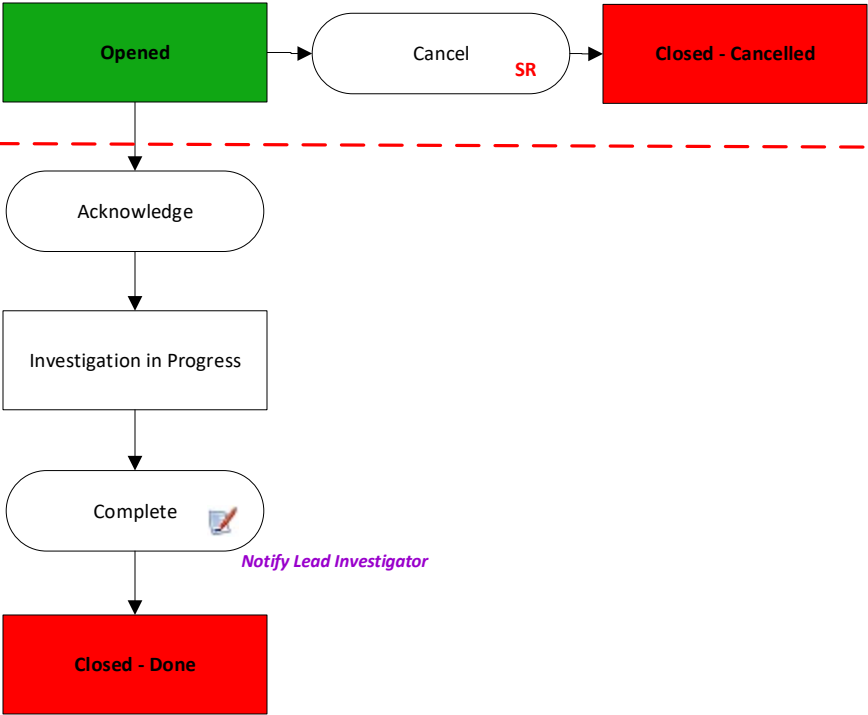 Opened
Cancel
SR
Closed - Cancelled
Acknowledge
Investigation in Progress
Complete
Notify Lead Investigator
Closed - Done